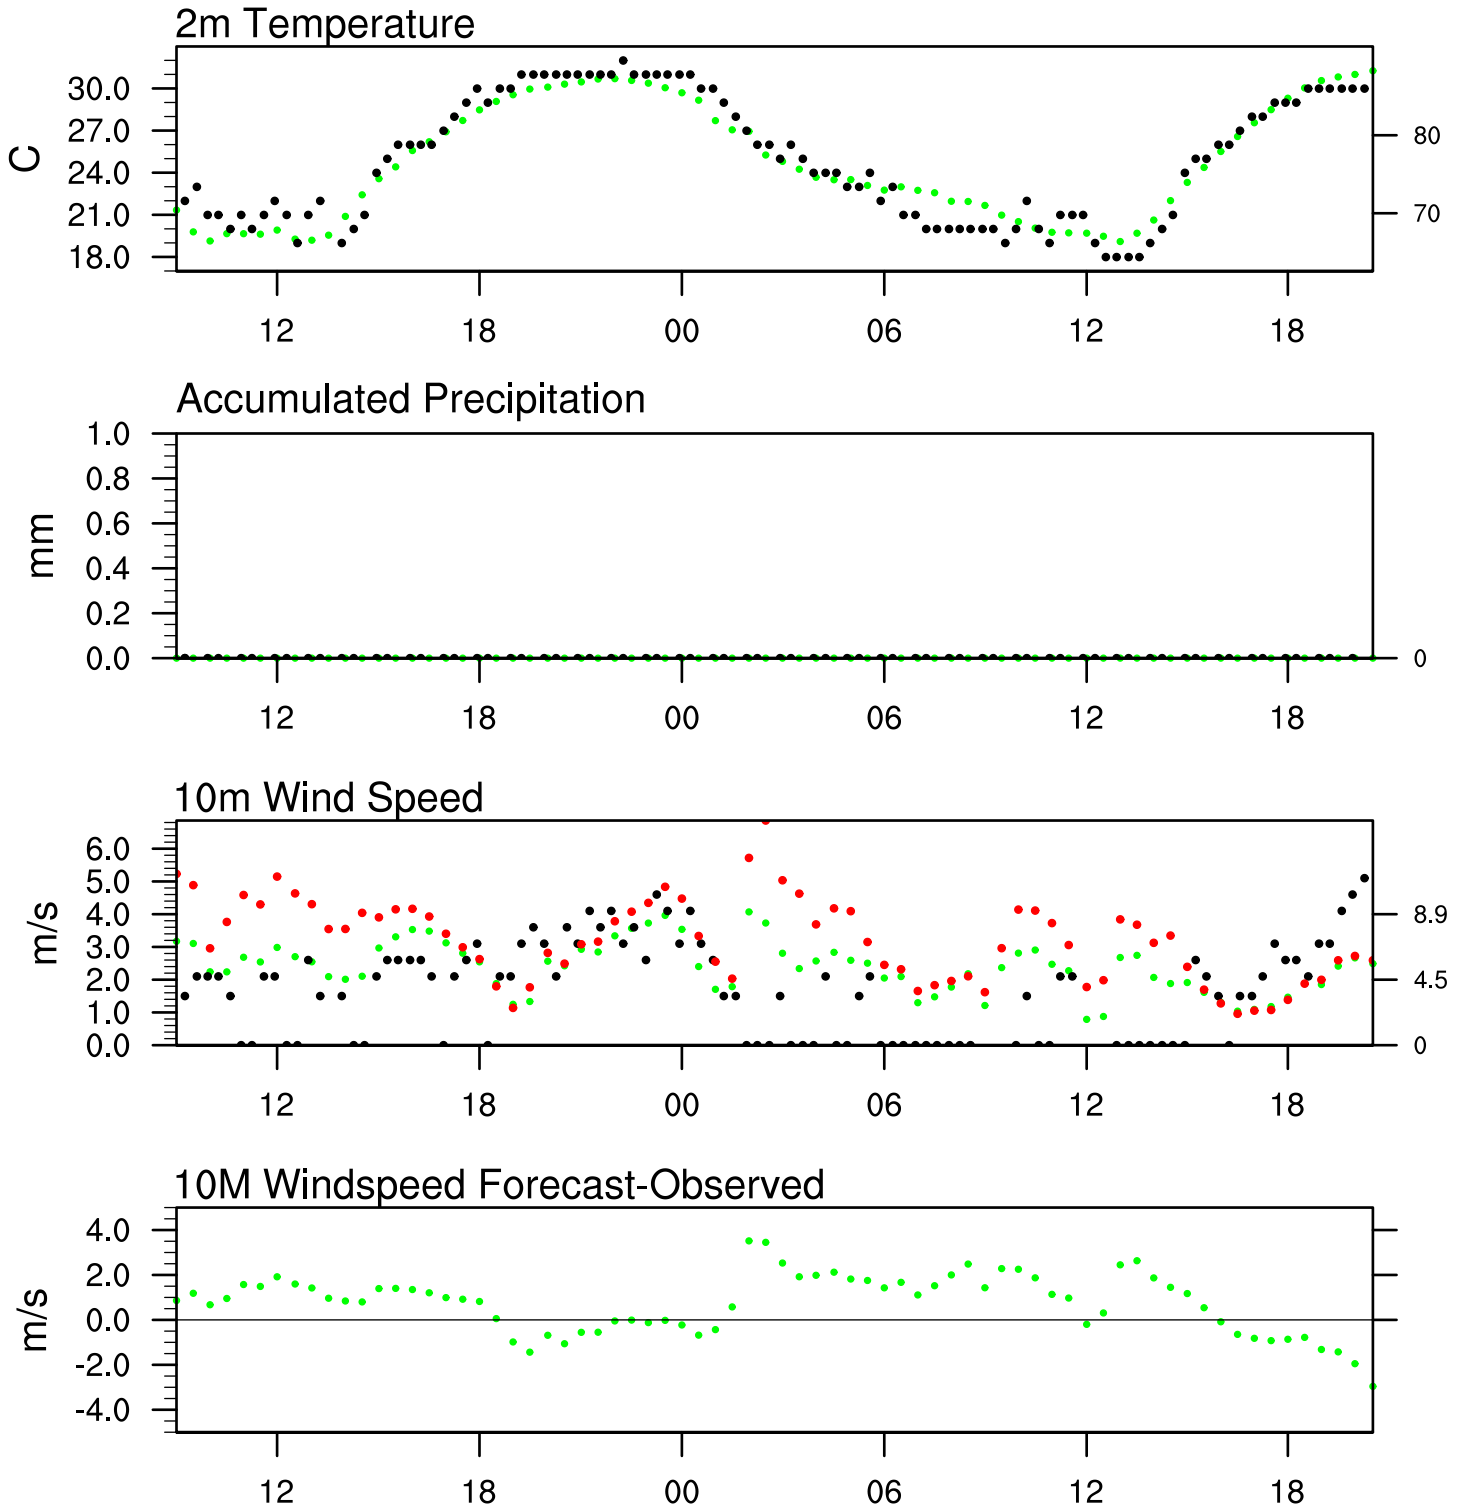 2m Temperature
C
30.0
27.0
24.0
21.0
18.0
80
70
12 18 00 06 12 18
Accumulated Precipitation
mm
1.0
0.8
0.6
0.4
0.2
0.0
0
12 18 00 06 12 18
10m Wind Speed
m/s
6.0
5.0
4.0
3.0
2.0
1.0
0.0
8.9
4.5
0
12 18 00 06 12 18
10M Windspeed Forecast-Observed
m/s
4.0
2.0
0.0
-2.0
-4.0
12 18 00 06 12 18